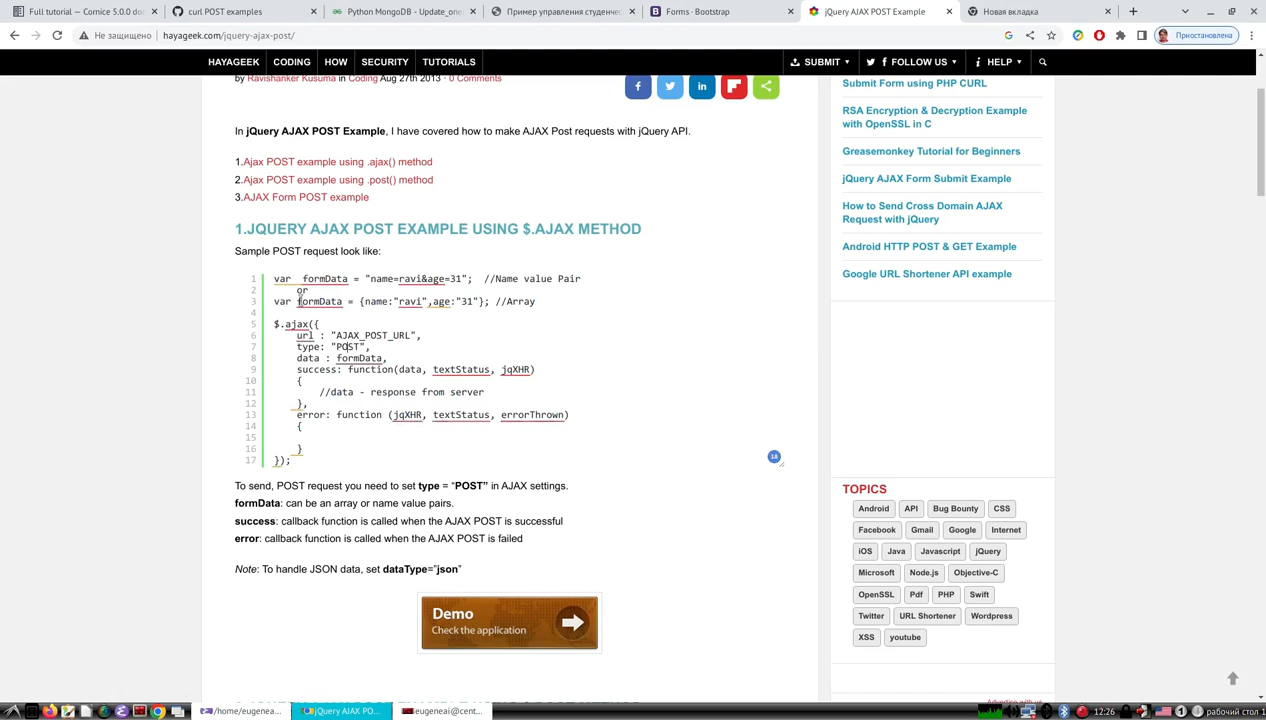 Full tutorial — Cornice 5.0.0 do
curl POST examples
Python MongoDB - Update_one
Пример управления студенчес
Forms · Bootstrap
jQuery AJAX POST Example
Новая вкладка
Не защищено
hayageek.com/jquery-ajax-post/
Приостановлена
HAYAGEEK CODING HOW SECURITY TUTORIALS
SUBMIT FOLLOW US HELP
by Ravishanker Kusuma in Coding Aug 27th 2013 · 0 Comments
In jQuery AJAX POST Example, I have covered how to make AJAX Post requests with jQuery API.
1.Ajax POST example using .ajax() method
2.Ajax POST example using .post() method
3.AJAX Form POST example
1.JQUERY AJAX POST EXAMPLE USING $.AJAX METHOD
Sample POST request look like:
1 var formData = "name=ravi&age=31"; //Name value Pair
2 or
3 var formData = {name:"ravi",age:"31"}; //Array
4
5 $.ajax({
6 url : "AJAX_POST_URL",
7 type: "POST",
8 data : formData,
9 success: function(data, textStatus, jqXHR)
10 {
11 //data - response from server
12 },
13 error: function (jqXHR, textStatus, errorThrown)
14 {
15
16 }
17 });
18
To send, POST request you need to set type = “POST” in AJAX settings.
formData: can be an array or name value pairs.
success: callback function is called when the AJAX POST is successful
error: callback function is called when the AJAX POST is failed
Note: To handle JSON data, set dataType=”json”
Demo
Check the application
Submit Form using PHP CURL
RSA Encryption & Decryption Example
with OpenSSL in C
Greasemonkey Tutorial for Beginners
jQuery AJAX Form Submit Example
How to Send Cross Domain AJAX
Request with jQuery
Android HTTP POST & GET Example
Google URL Shortener API example
TOPICS
Android API Bug Bounty CSS
Facebook Gmail Google Internet
iOS Java Javascript jQuery
Microsoft Node.js Objective-C
OpenSSL Pdf PHP Swift
Twitter URL Shortener Wordpress
XSS youtube
/home/eugenea...
jQuery AJAX PO...
eugeneai@cent...
12:26
рабочий стол 1